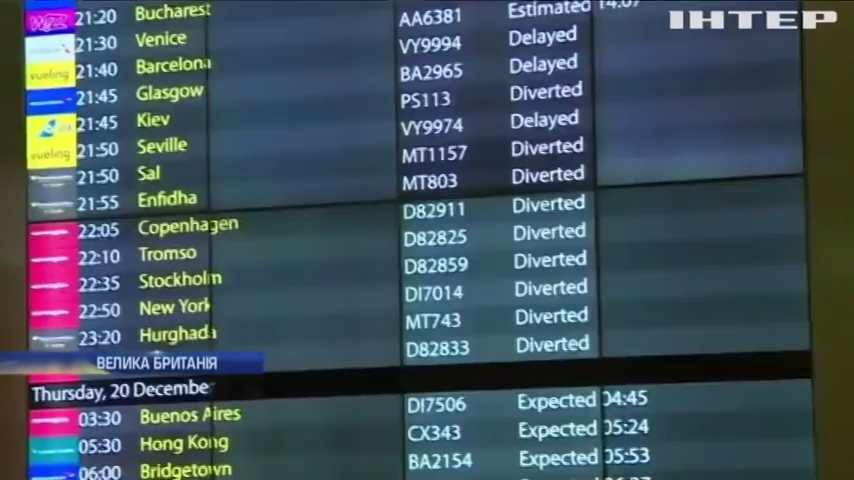 ІНТЕР
Wizz 21:20 Bucharest
21:30 Venice AA6381 Estimated 14:07
vueling 21:40 Barcelona VY9994 Delayed
21:45 Glasgow BA2965 Delayed
21:45 Kiev PS113 Diverted
vueling 21:50 Seville VY9974 Delayed
21:50 Sal MT1157 Diverted
21:55 Enfidha MT803 Diverted
22:05 Copenhagen D82911 Diverted
22:10 Tromso D82825 Diverted
22:35 Stockholm D82859 Diverted
22:50 New York DI7014 Diverted
23:20 Hurghada MT743 Diverted
D82833 Diverted
ВЕЛИКА БРИТАНІЯ
Thursday, 20 December
03:30 Buenos Aires DI7506 Expected 04:45
05:30 Hong Kong CX343 Expected 05:24
06:00 Bridgetown BA2154 Expected 05:53